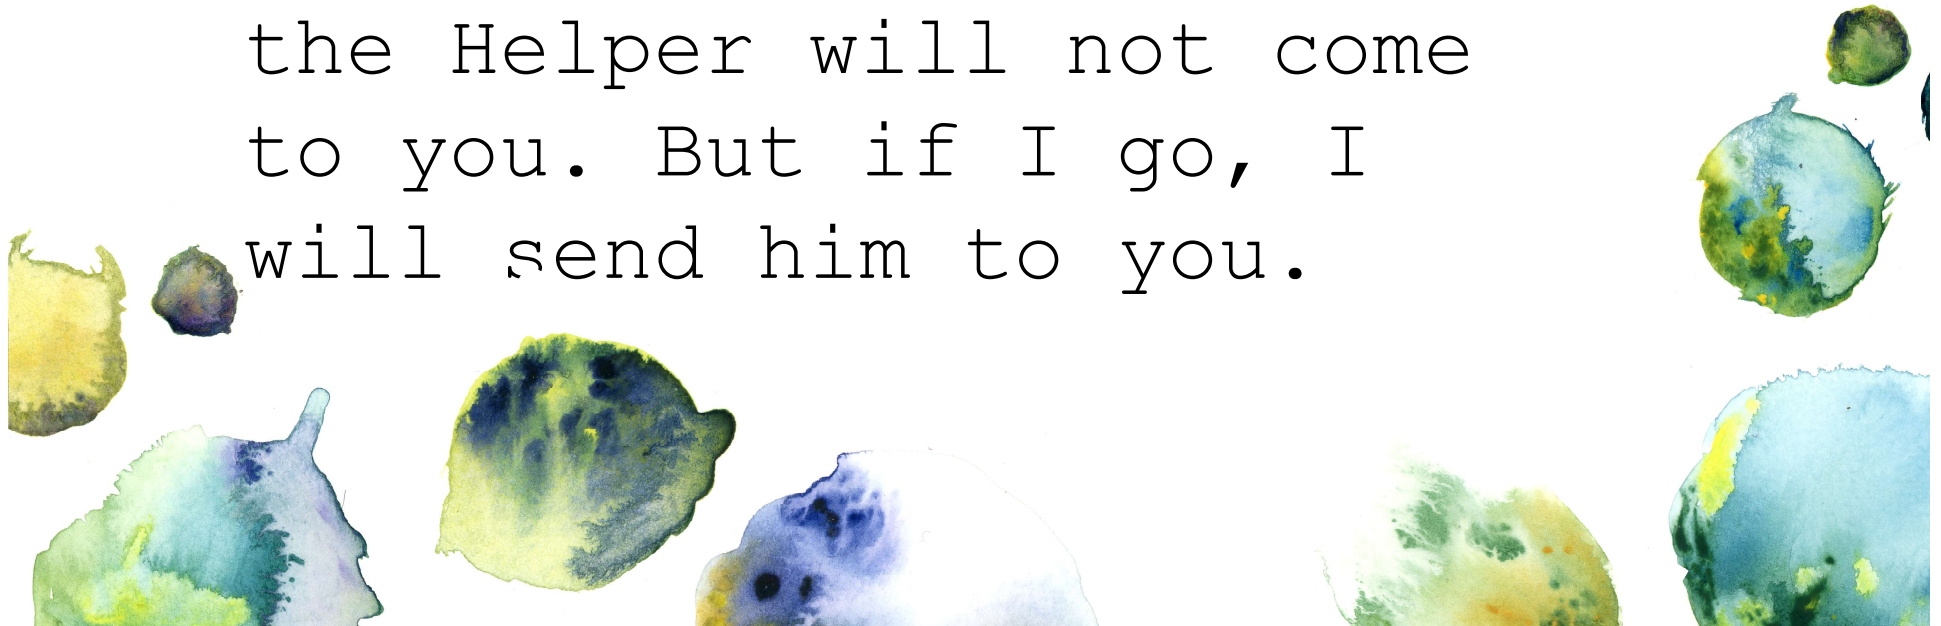 the Helper will not come
to you. But if I go, I
will send him to you.